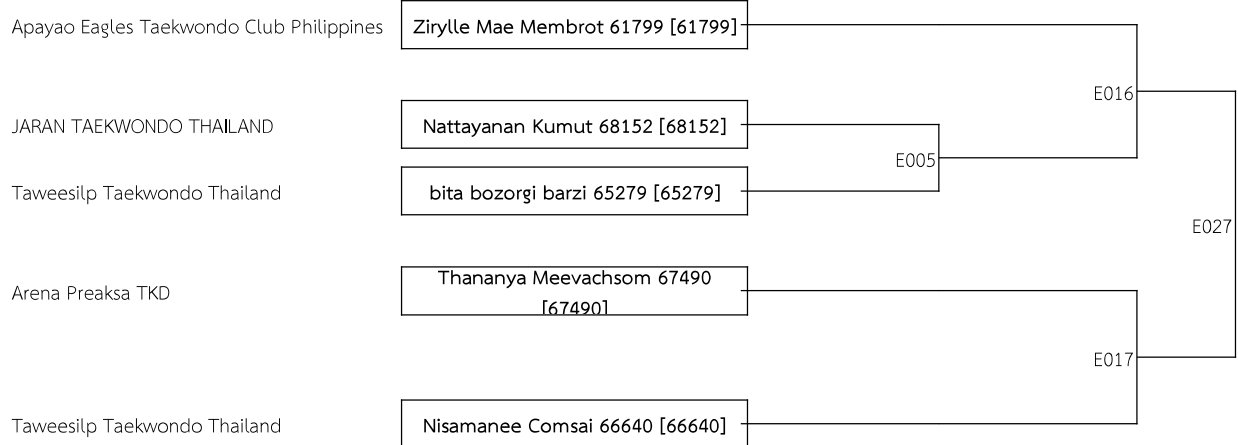 Apayao Eagles Taekwondo Club Philippines
Zirylle Mae Membrot 61799 [61799]
E016
JARAN TAEKWONDO THAILAND
Nattayanan Kumut 68152 [68152]
E005
Taweesilp Taekwondo Thailand
bita bozorgi barzi 65279 [65279]
E027
Arena Preaksa TKD
Thananya Meevachsom 67490
[67490]
E017
Taweesilp Taekwondo Thailand
Nisamanee Comsai 66640 [66640]